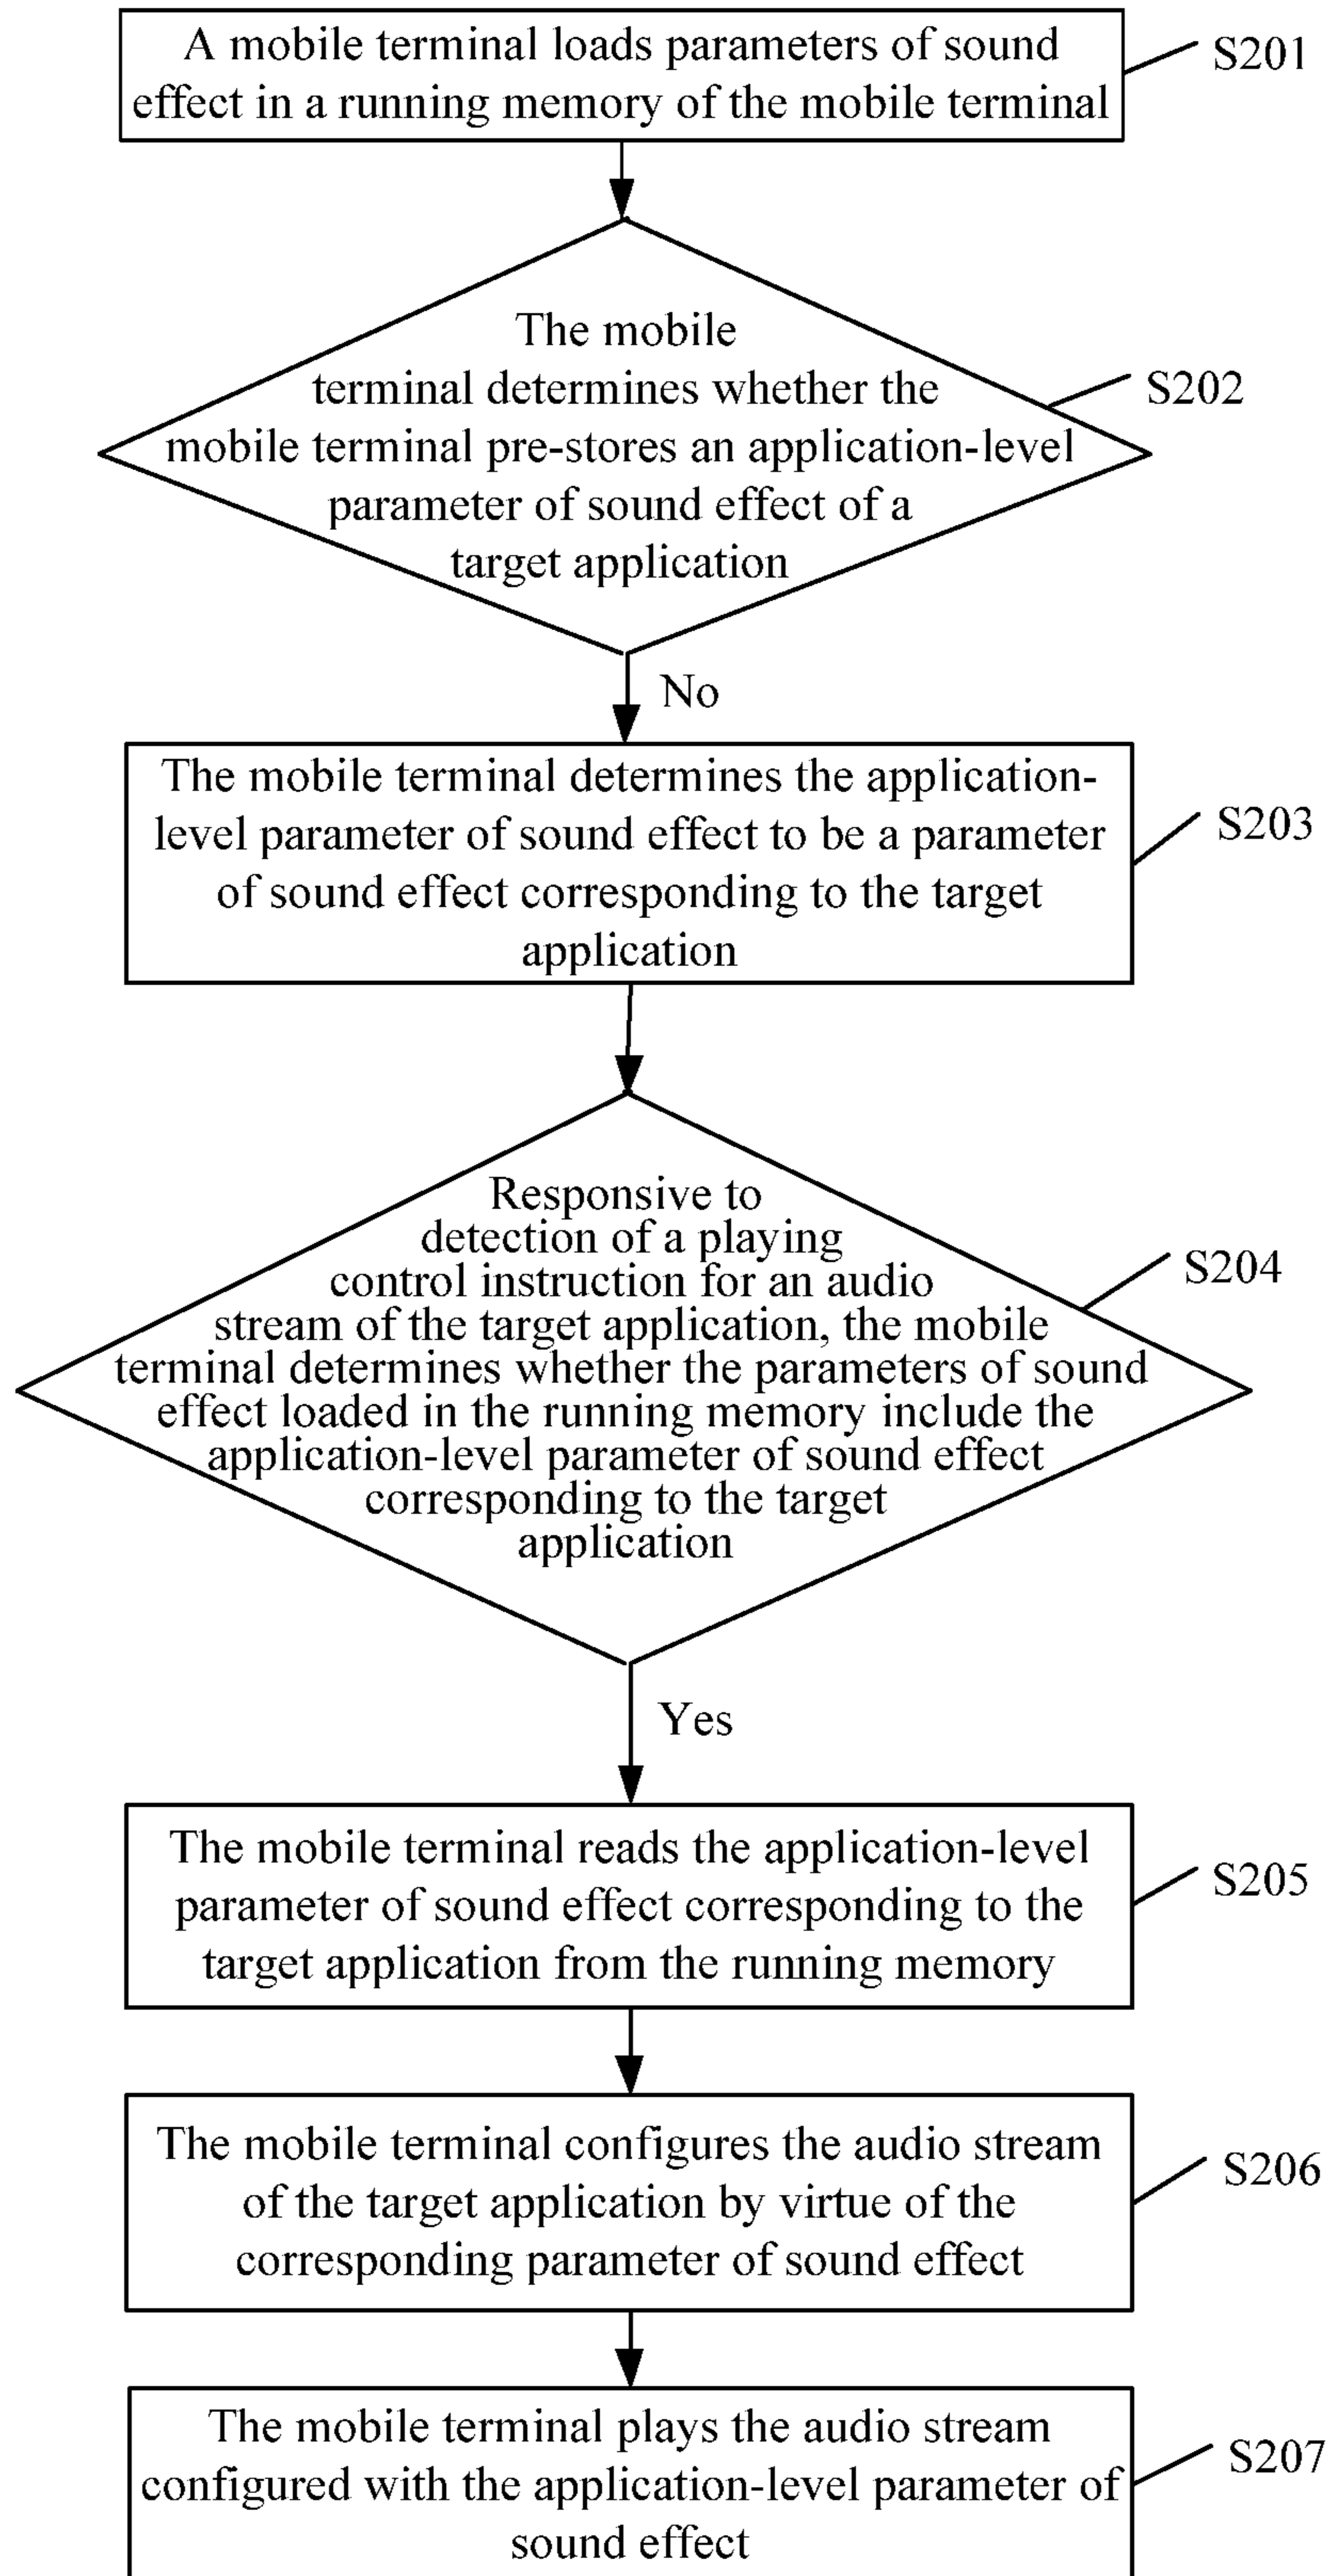 A mobile terminal loads parameters of sound
effect in a running memory of the mobile terminal
S201
The mobile
terminal determines whether the
mobile terminal pre-stores an application-level
parameter of sound effect of a
target application
S202
No
The mobile terminal determines the application-
level parameter of sound effect to be a parameter
of sound effect corresponding to the target
application
S203
Responsive to
detection of a playing
control instruction for an audio
stream of the target application, the mobile
terminal determines whether the parameters of sound
effect loaded in the running memory include the
application-level parameter of sound effect
corresponding to the target
application
S204
Yes
The mobile terminal reads the application-level
parameter of sound effect corresponding to the
target application from the running memory
S205
The mobile terminal configures the audio stream
of the target application by virtue of the
corresponding parameter of sound effect
S206
The mobile terminal plays the audio stream
configured with the application-level parameter of
sound effect
S207